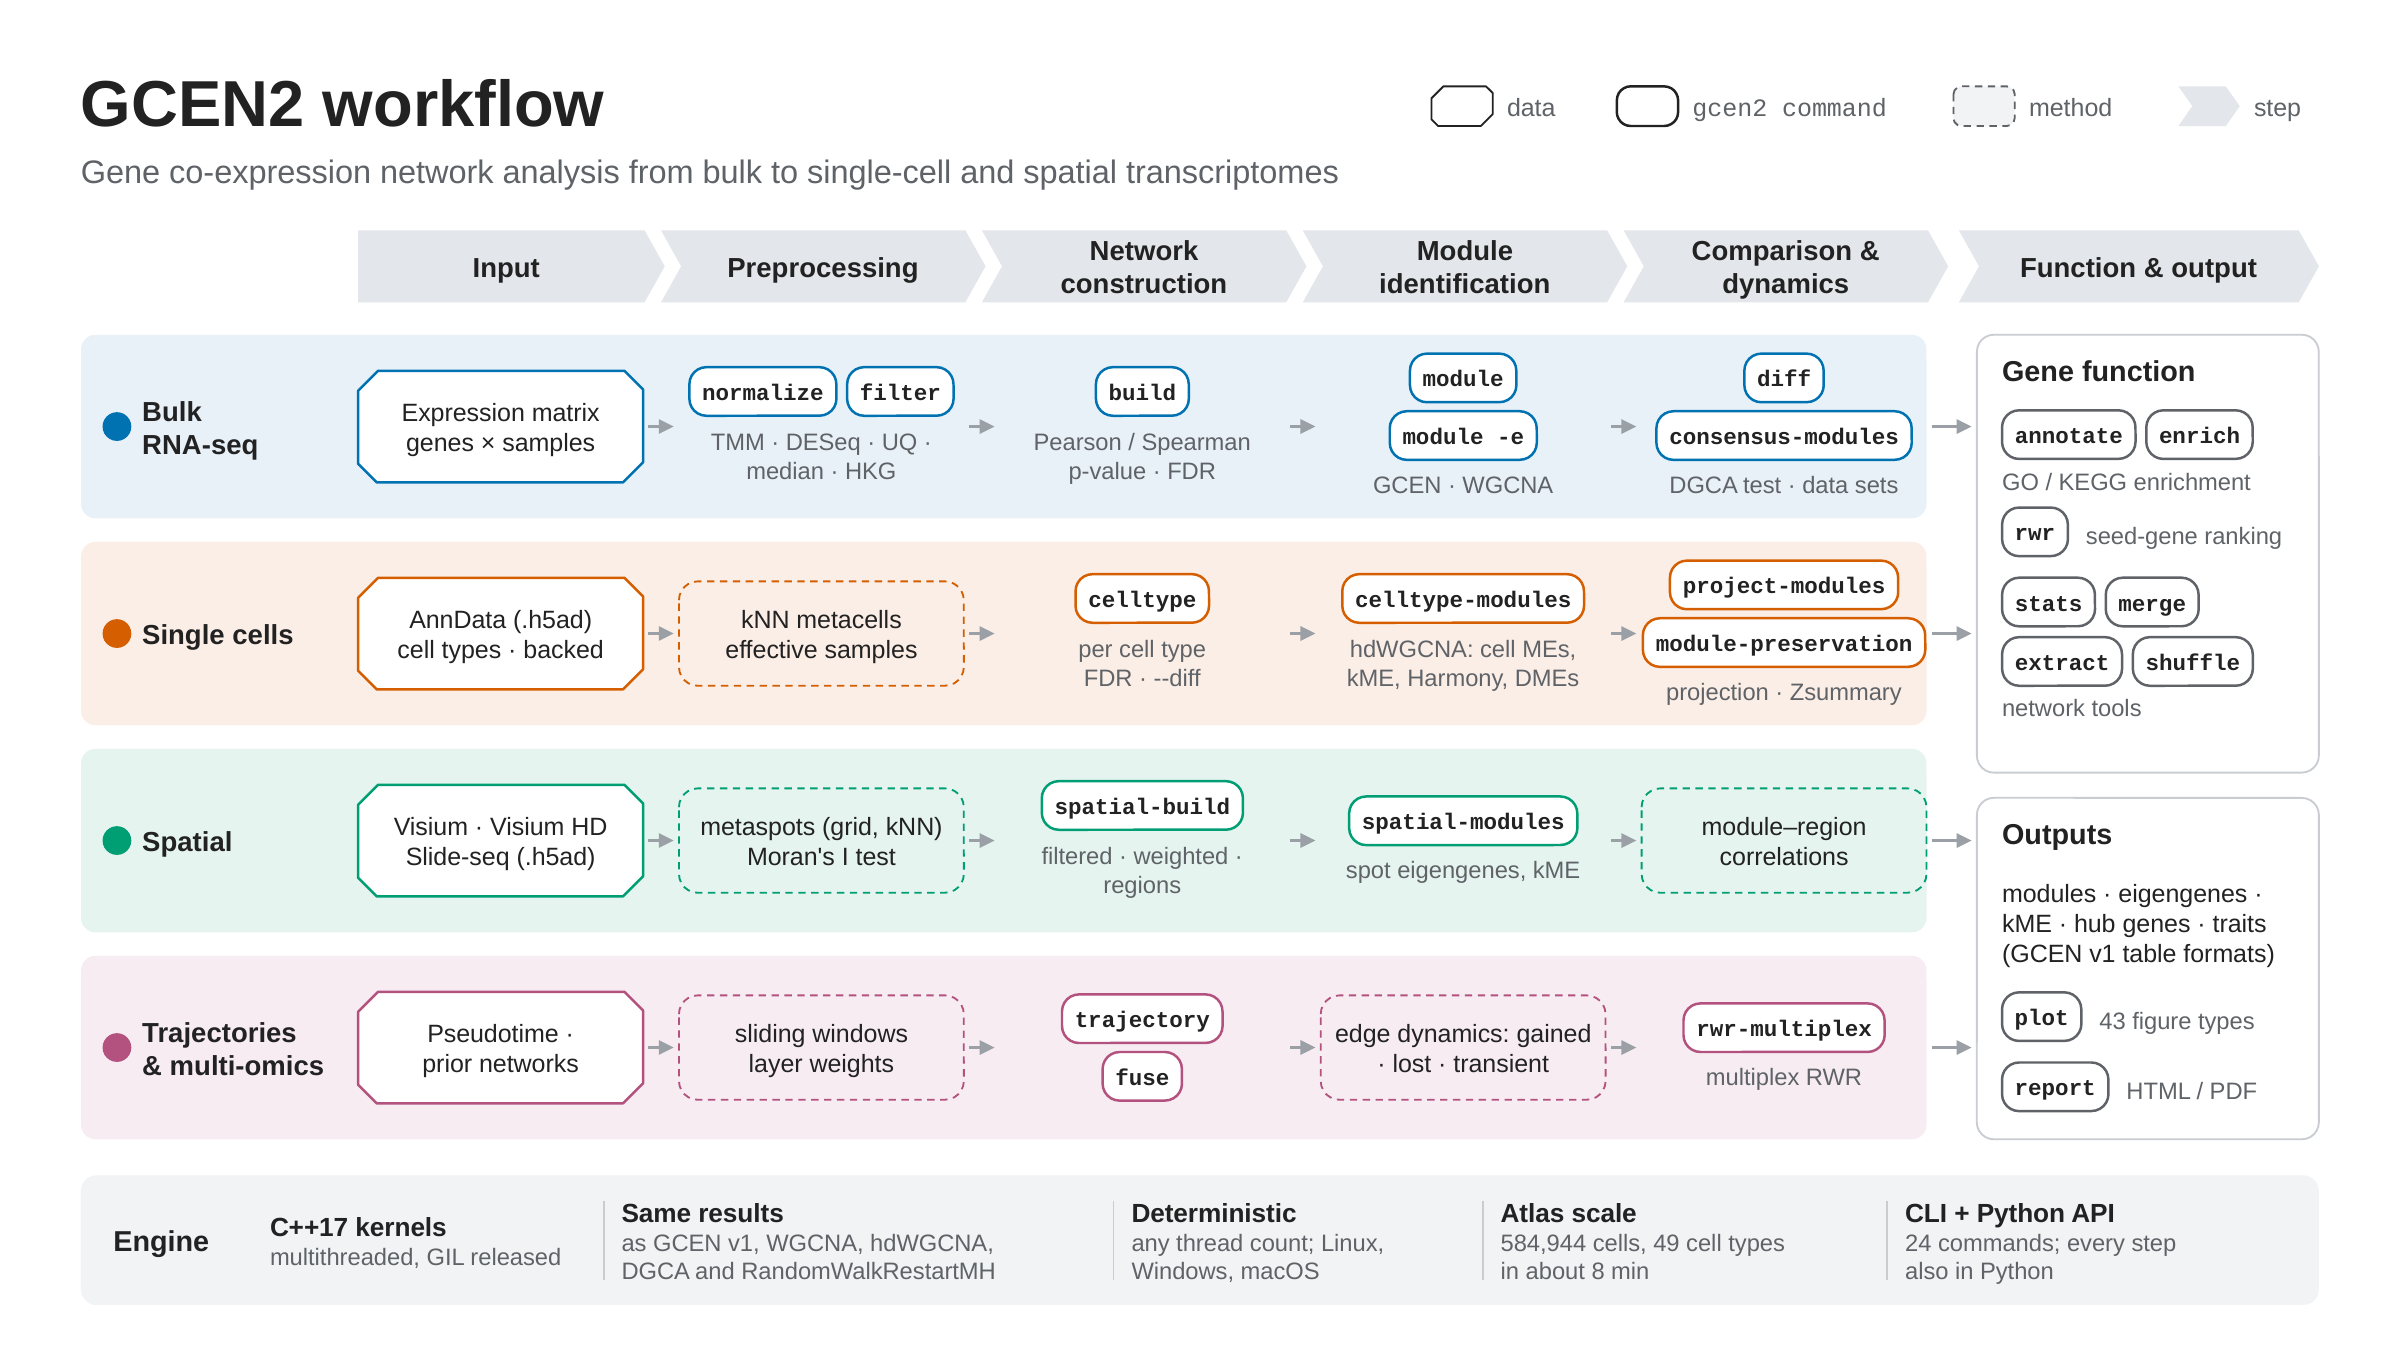 GCEN2 workflow
data
gcen2 command
method
step
Gene co-expression network analysis from bulk to single-cell and spatial transcriptomes
Input
Preprocessing
Network
construction
Module
identification
Comparison &
dynamics
Function & output
Bulk
RNA-seq
Expression matrix
genes × samples
normalize
filter
TMM · DESeq · UQ ·
median · HKG
build
Pearson / Spearman
p-value · FDR
module
module -e
GCEN · WGCNA
diff
consensus-modules
DGCA test · data sets
Single cells
AnnData (.h5ad)
cell types · backed
kNN metacells
effective samples
celltype
per cell type
FDR · --diff
celltype-modules
hdWGCNA: cell MEs,
kME, Harmony, DMEs
project-modules
module-preservation
projection · Zsummary
Spatial
Visium · Visium HD
Slide-seq (.h5ad)
metaspots (grid, kNN)
Moran's I test
spatial-build
filtered · weighted ·
regions
spatial-modules
spot eigengenes, kME
module–region
correlations
Trajectories
& multi-omics
Pseudotime ·
prior networks
sliding windows
layer weights
trajectory
fuse
edge dynamics: gained
· lost · transient
rwr-multiplex
multiplex RWR
Gene function
annotate
enrich
GO / KEGG enrichment
rwr
seed-gene ranking
stats
merge
extract
shuffle
network tools
Outputs
modules · eigengenes ·
kME · hub genes · traits
(GCEN v1 table formats)
plot
43 figure types
report
HTML / PDF
Engine
C++17 kernels
multithreaded, GIL released
Same results
as GCEN v1, WGCNA, hdWGCNA,
DGCA and RandomWalkRestartMH
Deterministic
any thread count; Linux,
Windows, macOS
Atlas scale
584,944 cells, 49 cell types
in about 8 min
CLI + Python API
24 commands; every step
also in Python